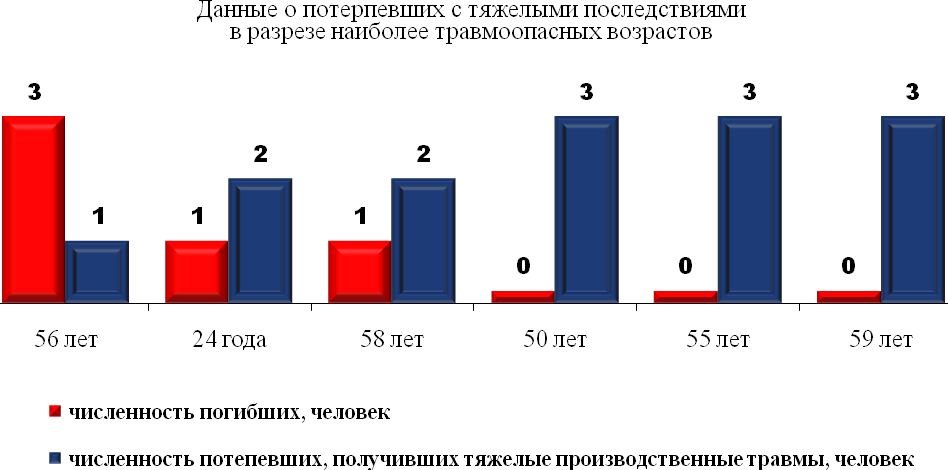 Данные о потерпевших с тяжелыми последствиями
в разрезе наиболее травмоопасных возрастов
3 1 1 2 1 2 0 3 0 3 0 3
56 лет 24 года 58 лет 50 лет 55 лет 59 лет
численность погибших, человек
численность потепевших, получивших тяжелые производственные травмы, человек